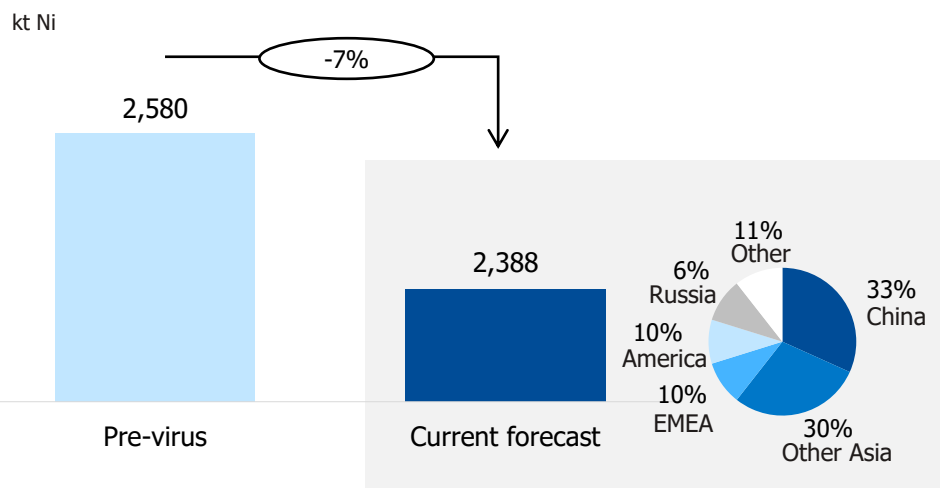 kt Ni
-7%
2,580
2,388
11%
Other
6%
Russia
33%
China
10%
America
10%
EMEA
30%
Other Asia
Pre-virus
Current forecast